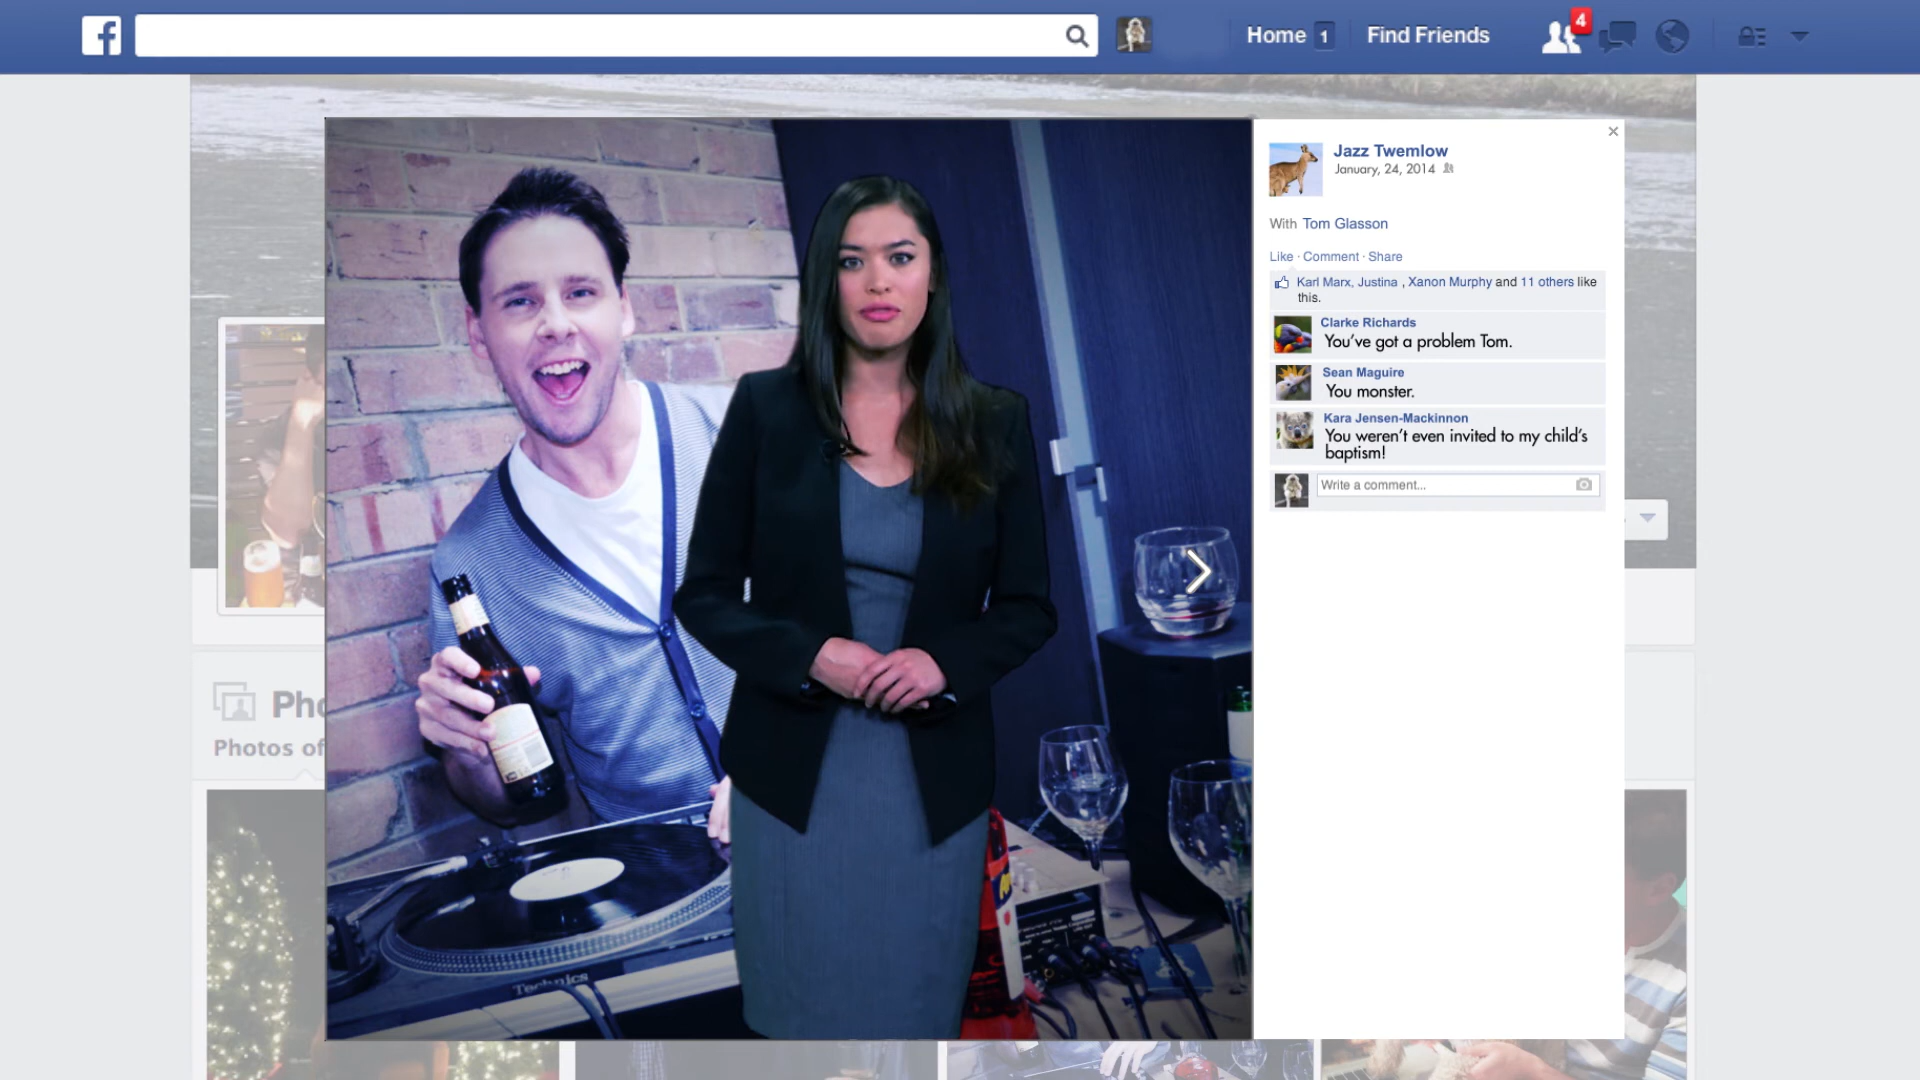 f
Home 1
Find Friends
4
Jazz Twemlow
January, 24, 2014
With Tom Glasson
Like · Comment · Share
Karl Marx, Justina , Xanon Murphy and 11 others like
this.
Clarke Richards
You've got a problem Tom.
Sean Maguire
You monster.
Kara Jensen-Mackinnon
You weren't even invited to my child's
baptism!
Write a comment...
Pho
Photos of
Technics